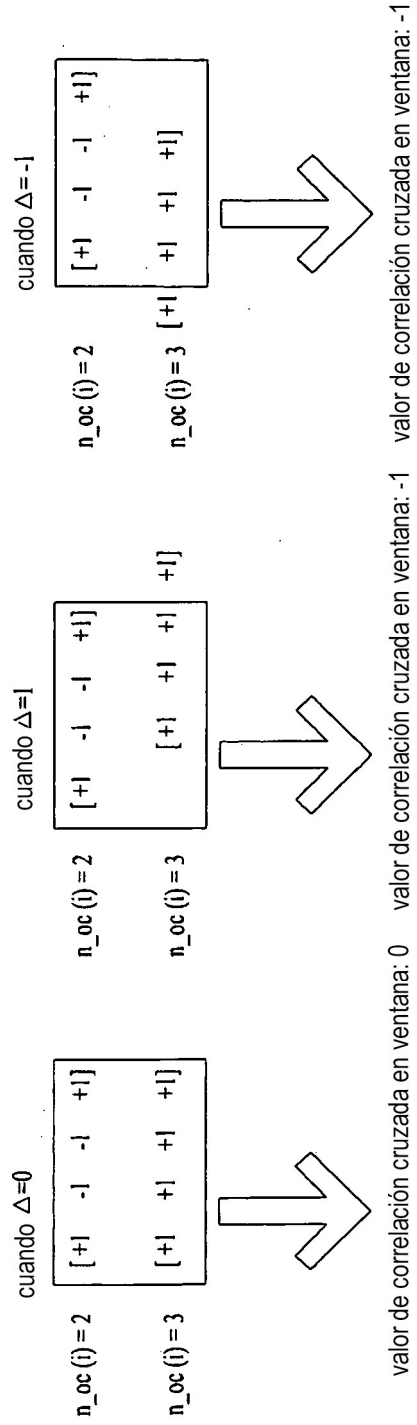 cuando Δ=0
n_oc (i) = 2 [+1 -1 -1 +1]
n_oc (i) = 3 [+1 +1 +1 +1]
valor de correlación cruzada en ventana: 0
cuando Δ=1
n_oc (i) = 2 [+1 -1 -1 +1]
n_oc (i) = 3 [+1 +1 +1 +1]
valor de correlación cruzada en ventana: -1
cuando Δ=-1
n_oc (i) = 2 [+1 -1 -1 +1]
n_oc (i) = 3 [+1 +1 +1 +1]
valor de correlación cruzada en ventana: -1